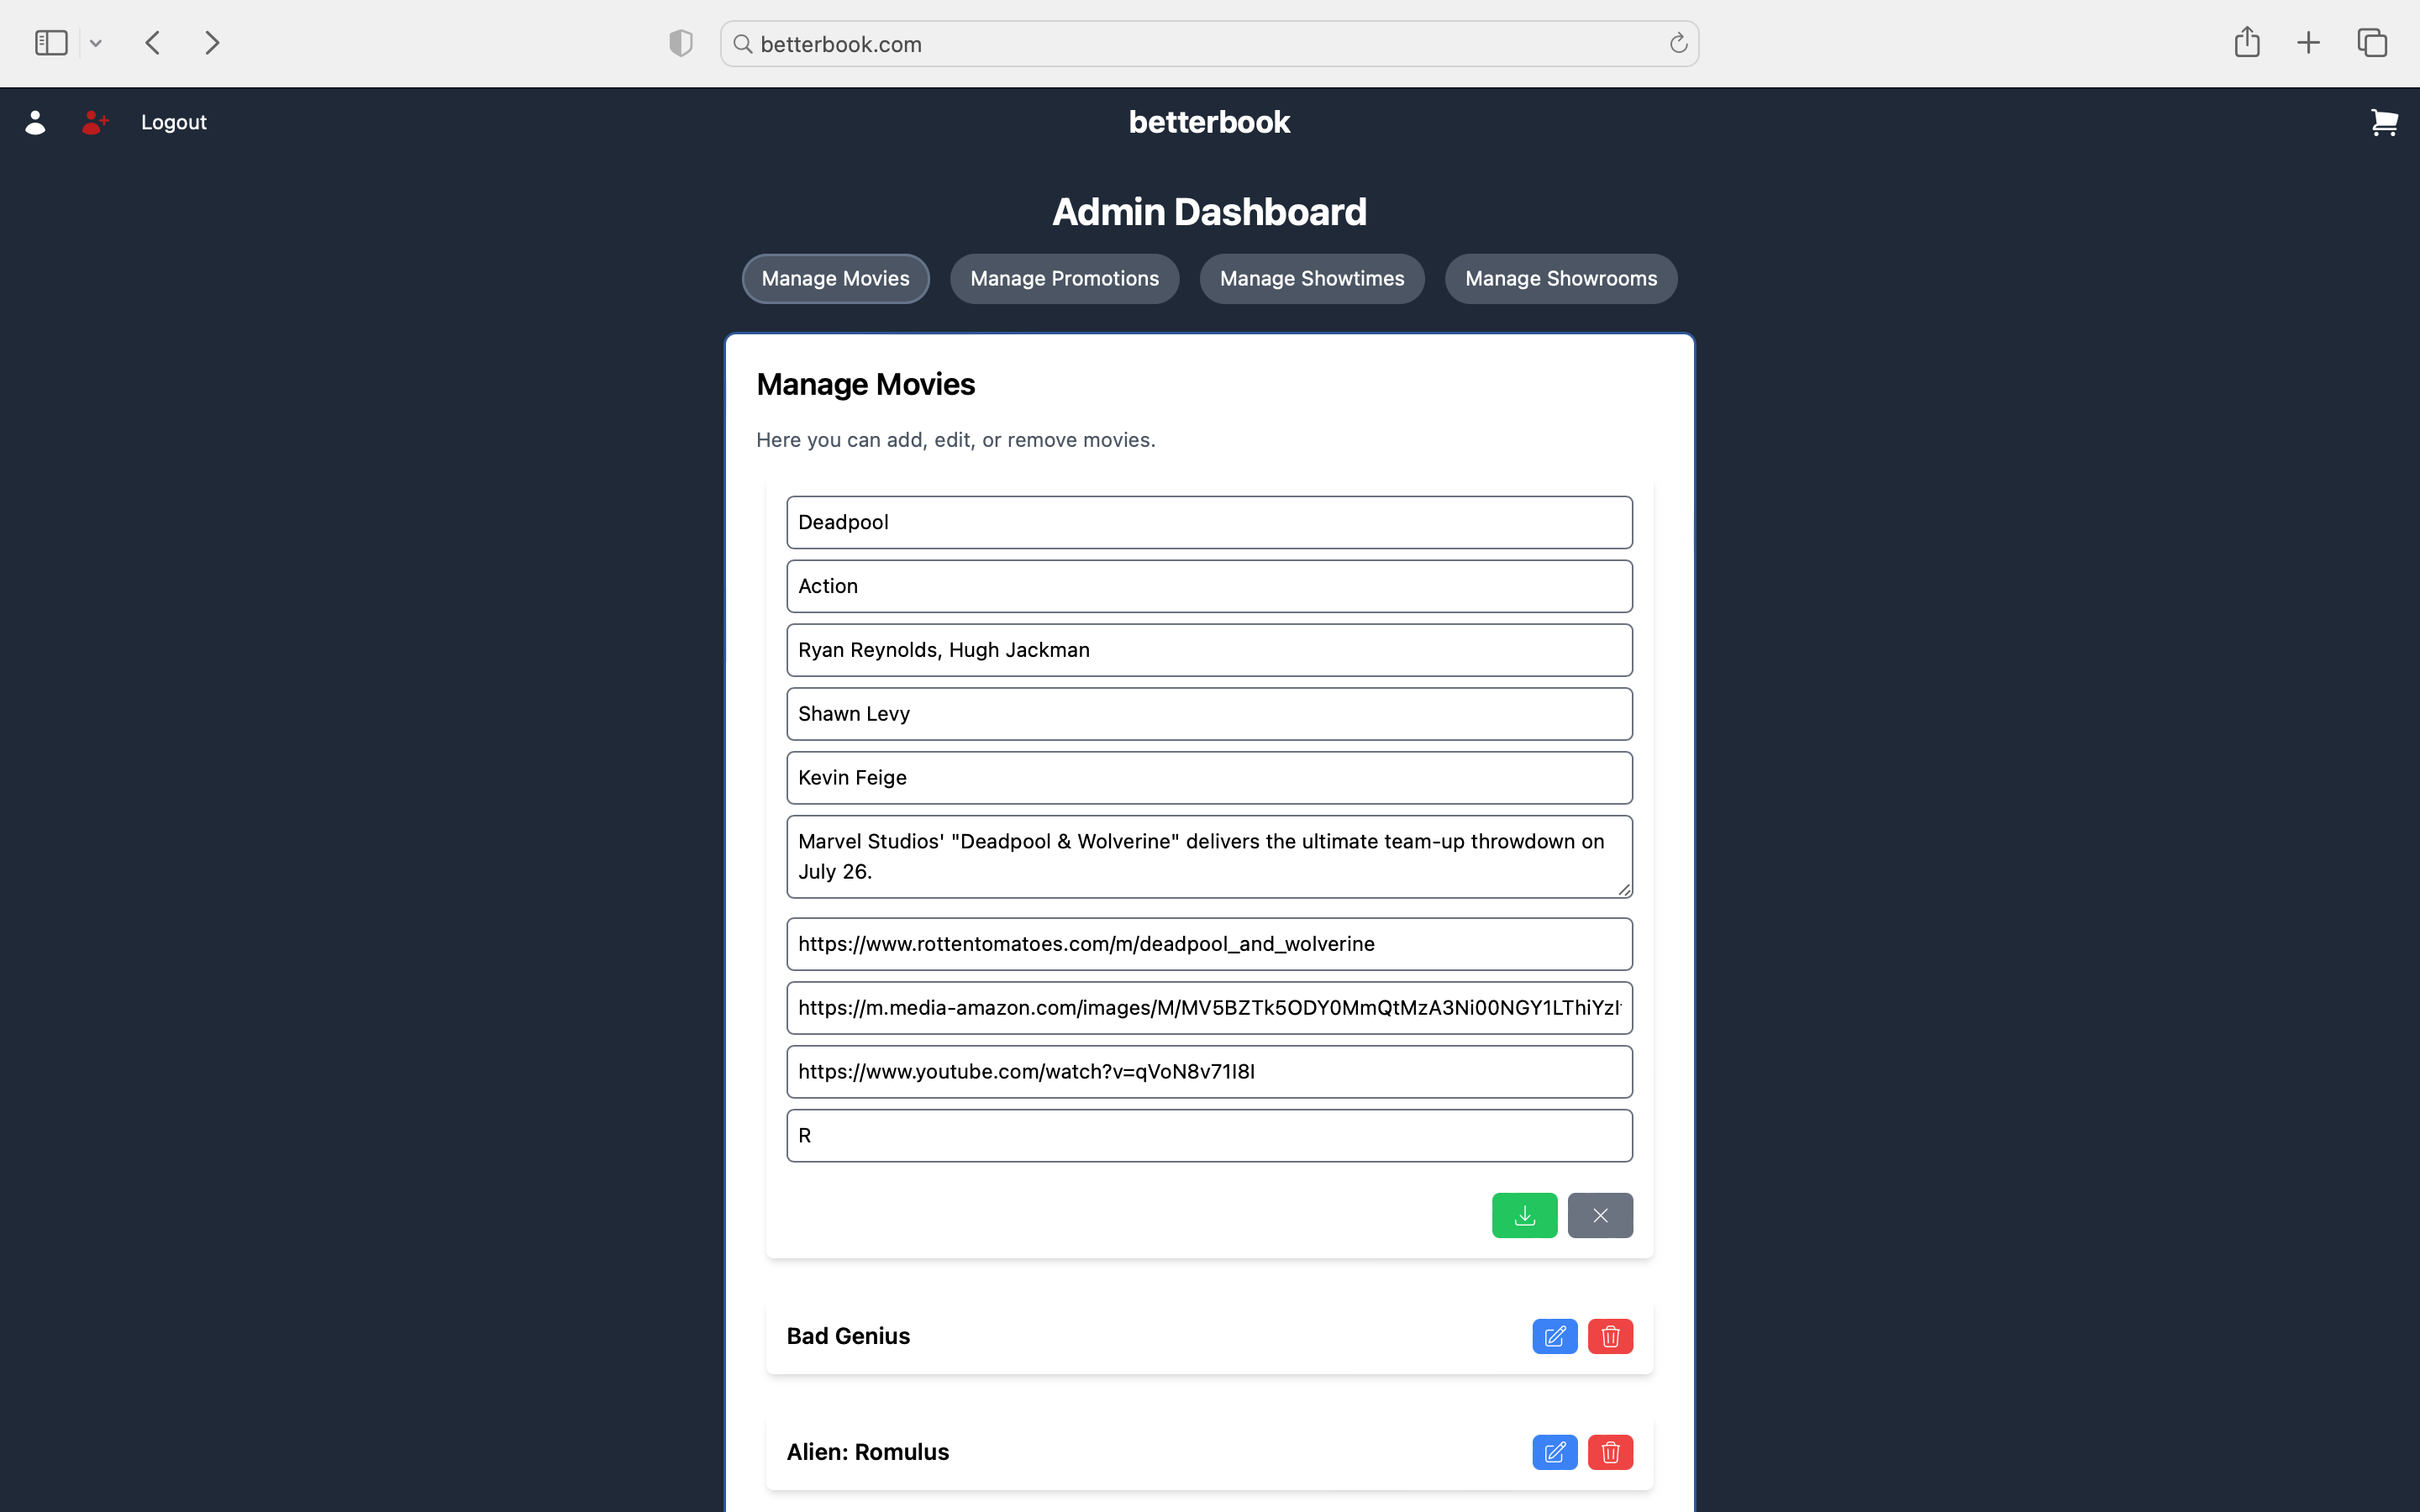 betterbook.com
Logout
betterbook
Admin Dashboard
Manage Movies
Manage Promotions
Manage Showtimes
Manage Showrooms
Manage Movies
Here you can add, edit, or remove movies.
Deadpool
Action
Ryan Reynolds, Hugh Jackman
Shawn Levy
Kevin Feige
Marvel Studios' "Deadpool & Wolverine" delivers the ultimate team-up throwdown on
July 26.
https://www.rottentomatoes.com/m/deadpool_and_wolverine
https://m.media-amazon.com/images/M/MV5BZTk5ODY0MmQtMzA3Ni00NGY1LThiYzI
https://www.youtube.com/watch?v=qVoN8v71I8I
R
Bad Genius
Alien: Romulus